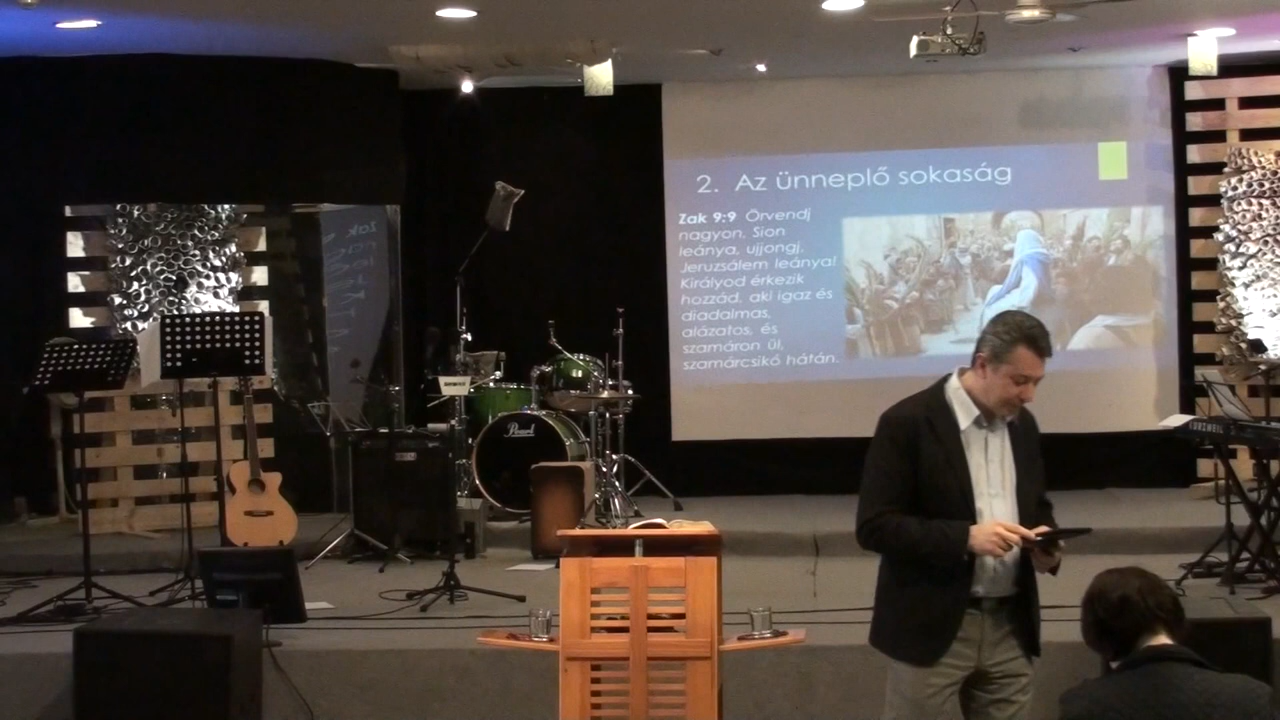 2. Az ünneplő sokaság
Zak 9:9 Örvendj
nagyon, Sion
leánya, ujjongj,
Jeruzsálem leánya!
Királyod érkezik
hozzád, aki igaz és
diadalmas,
alázatos, és
szamáron ül,
szamárcsikó hátán.
Pearl
KURZWEIL